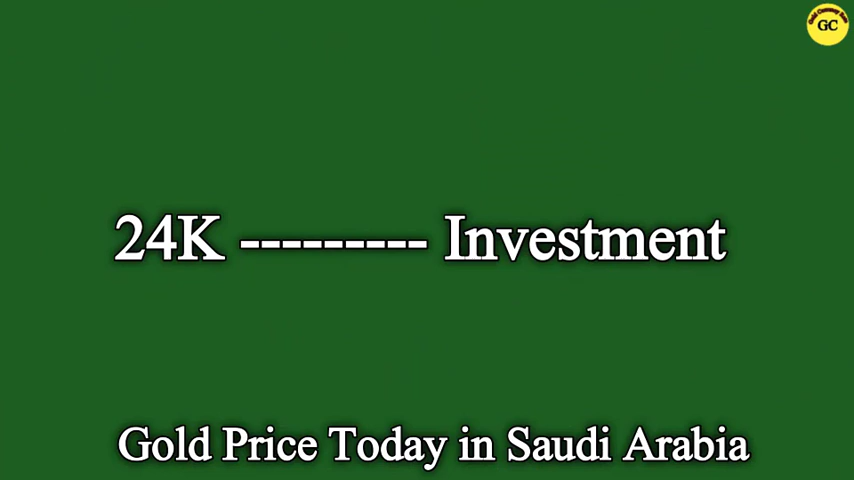 GC
24K --------- Investment
Gold Price Today in Saudi Arabia